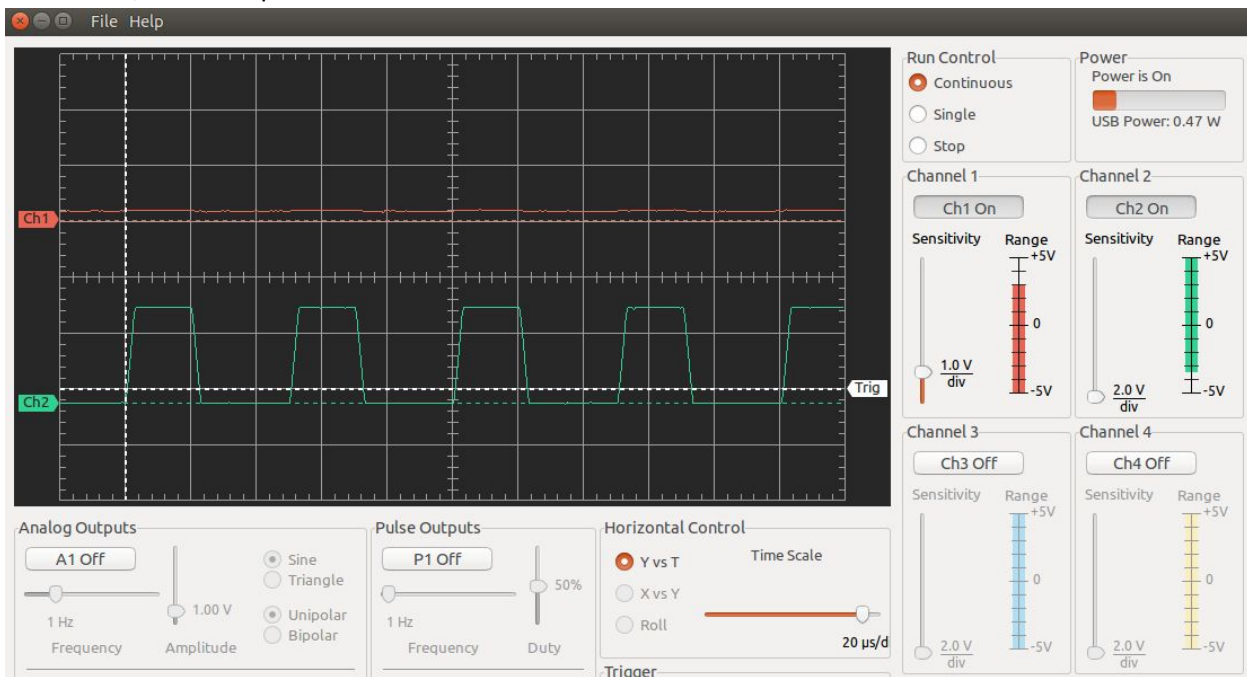 File Help
Run Control
Continuous
Single
Stop
Power
Power is On
USB Power: 0.47 W
Ch1
Ch2
Trig
Channel 1
Ch1 On
Sensitivity Range
+5V
0
-5V
1.0 V
div
Channel 2
Ch2 On
Sensitivity Range
+5V
0
-5V
2.0 V
div
Channel 3
Ch3 Off
Sensitivity Range
+5V
0
-5V
2.0 V
div
Channel 4
Ch4 Off
Sensitivity Range
+5V
0
-5V
2.0 V
div
Analog Outputs
A1 Off
1 Hz
Frequency
1.00 V
Amplitude
Sine
Triangle
Unipolar
Bipolar
Pulse Outputs
P1 Off
1 Hz
Frequency
50%
Duty
Horizontal Control
Y vs T
X vs Y
Roll
Time Scale
20 µs/d
Trigger